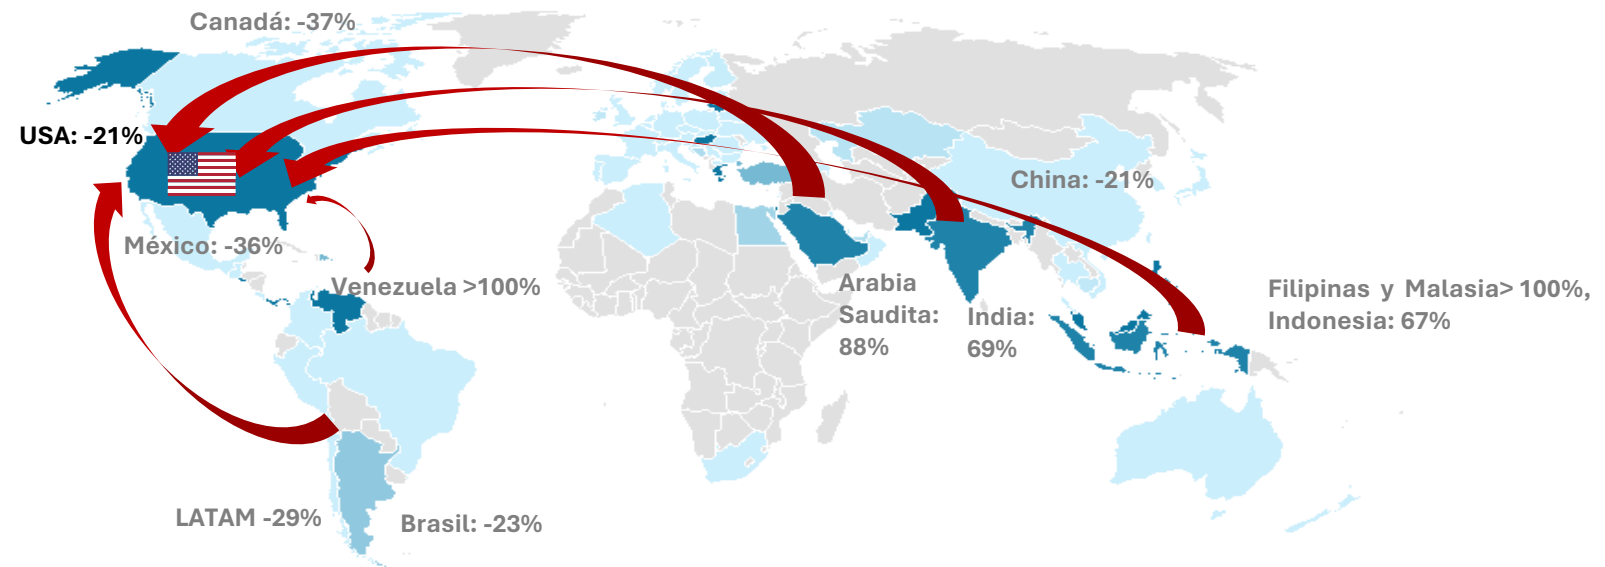 Canadá: -37%
USA: -21%
China: -21%
México: -36%
Venezuela >100%
Arabia
Saudita:
88%
India:
69%
Filipinas y Malasia> 100%,
Indonesia: 67%
LATAM -29%
Brasil: -23%